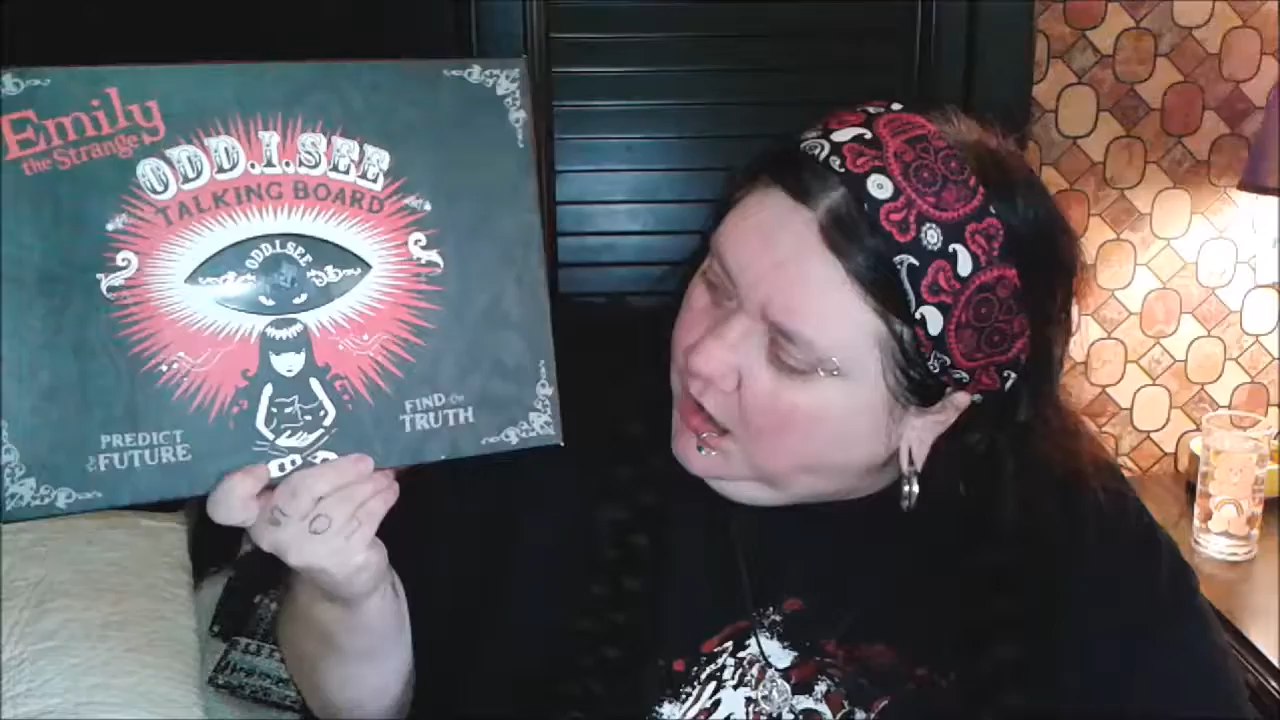 Emily
the Strange
ODD.I.SEE
TALKING BOARD
ODD.I.SEE
PREDICT
the FUTURE
FIND the
TRUTH